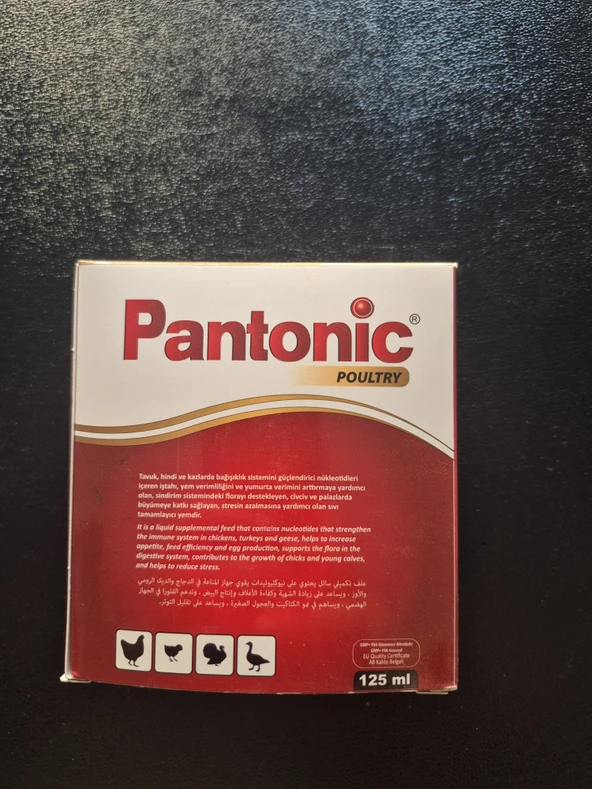 Pantonic®
POULTRY
Tavuk, hindi ve kazlarda bağışıklık sistemini güçlendirici nükleotidleri
içeren iştahı, yem verimliliğini ve yumurta verimini arttırmaya yardımcı
olan, sindirim sistemindeki florayı destekleyen, civciv ve palazlarda
büyümeye katkı sağlayan, stresin azalmasına yardımcı olan sıvı
tamamlayıcı yemdir.
It is a liquid supplemental feed that contains nucleotides that strengthen
the immune system in chickens, turkeys and geese, helps to increase
appetite, feed efficiency and egg production, supports the flora in the
digestive system, contributes to the growth of chicks and young calves,
and helps to reduce stress.
علف تكميلي سائل يحتوي على نيوكليوتيدات يقوي جهاز المناعة في الدجاج والديك الرومي
والأوز ، ويساعد على زيادة الشهية وكفاءة الأعلاف وإنتاج البيض ، وتدعم الفلورا في الجهاز
الهضمي ، ويساهم في نمو الكتاكيت والعجول الصغيرة ، ويساعد على تقليل التوتر.
GMP+ FSA Güvencesi Altındadır
GMP+ FSA Assured
EU Quality Certificate
AB Kalite Belgeli
125 ml